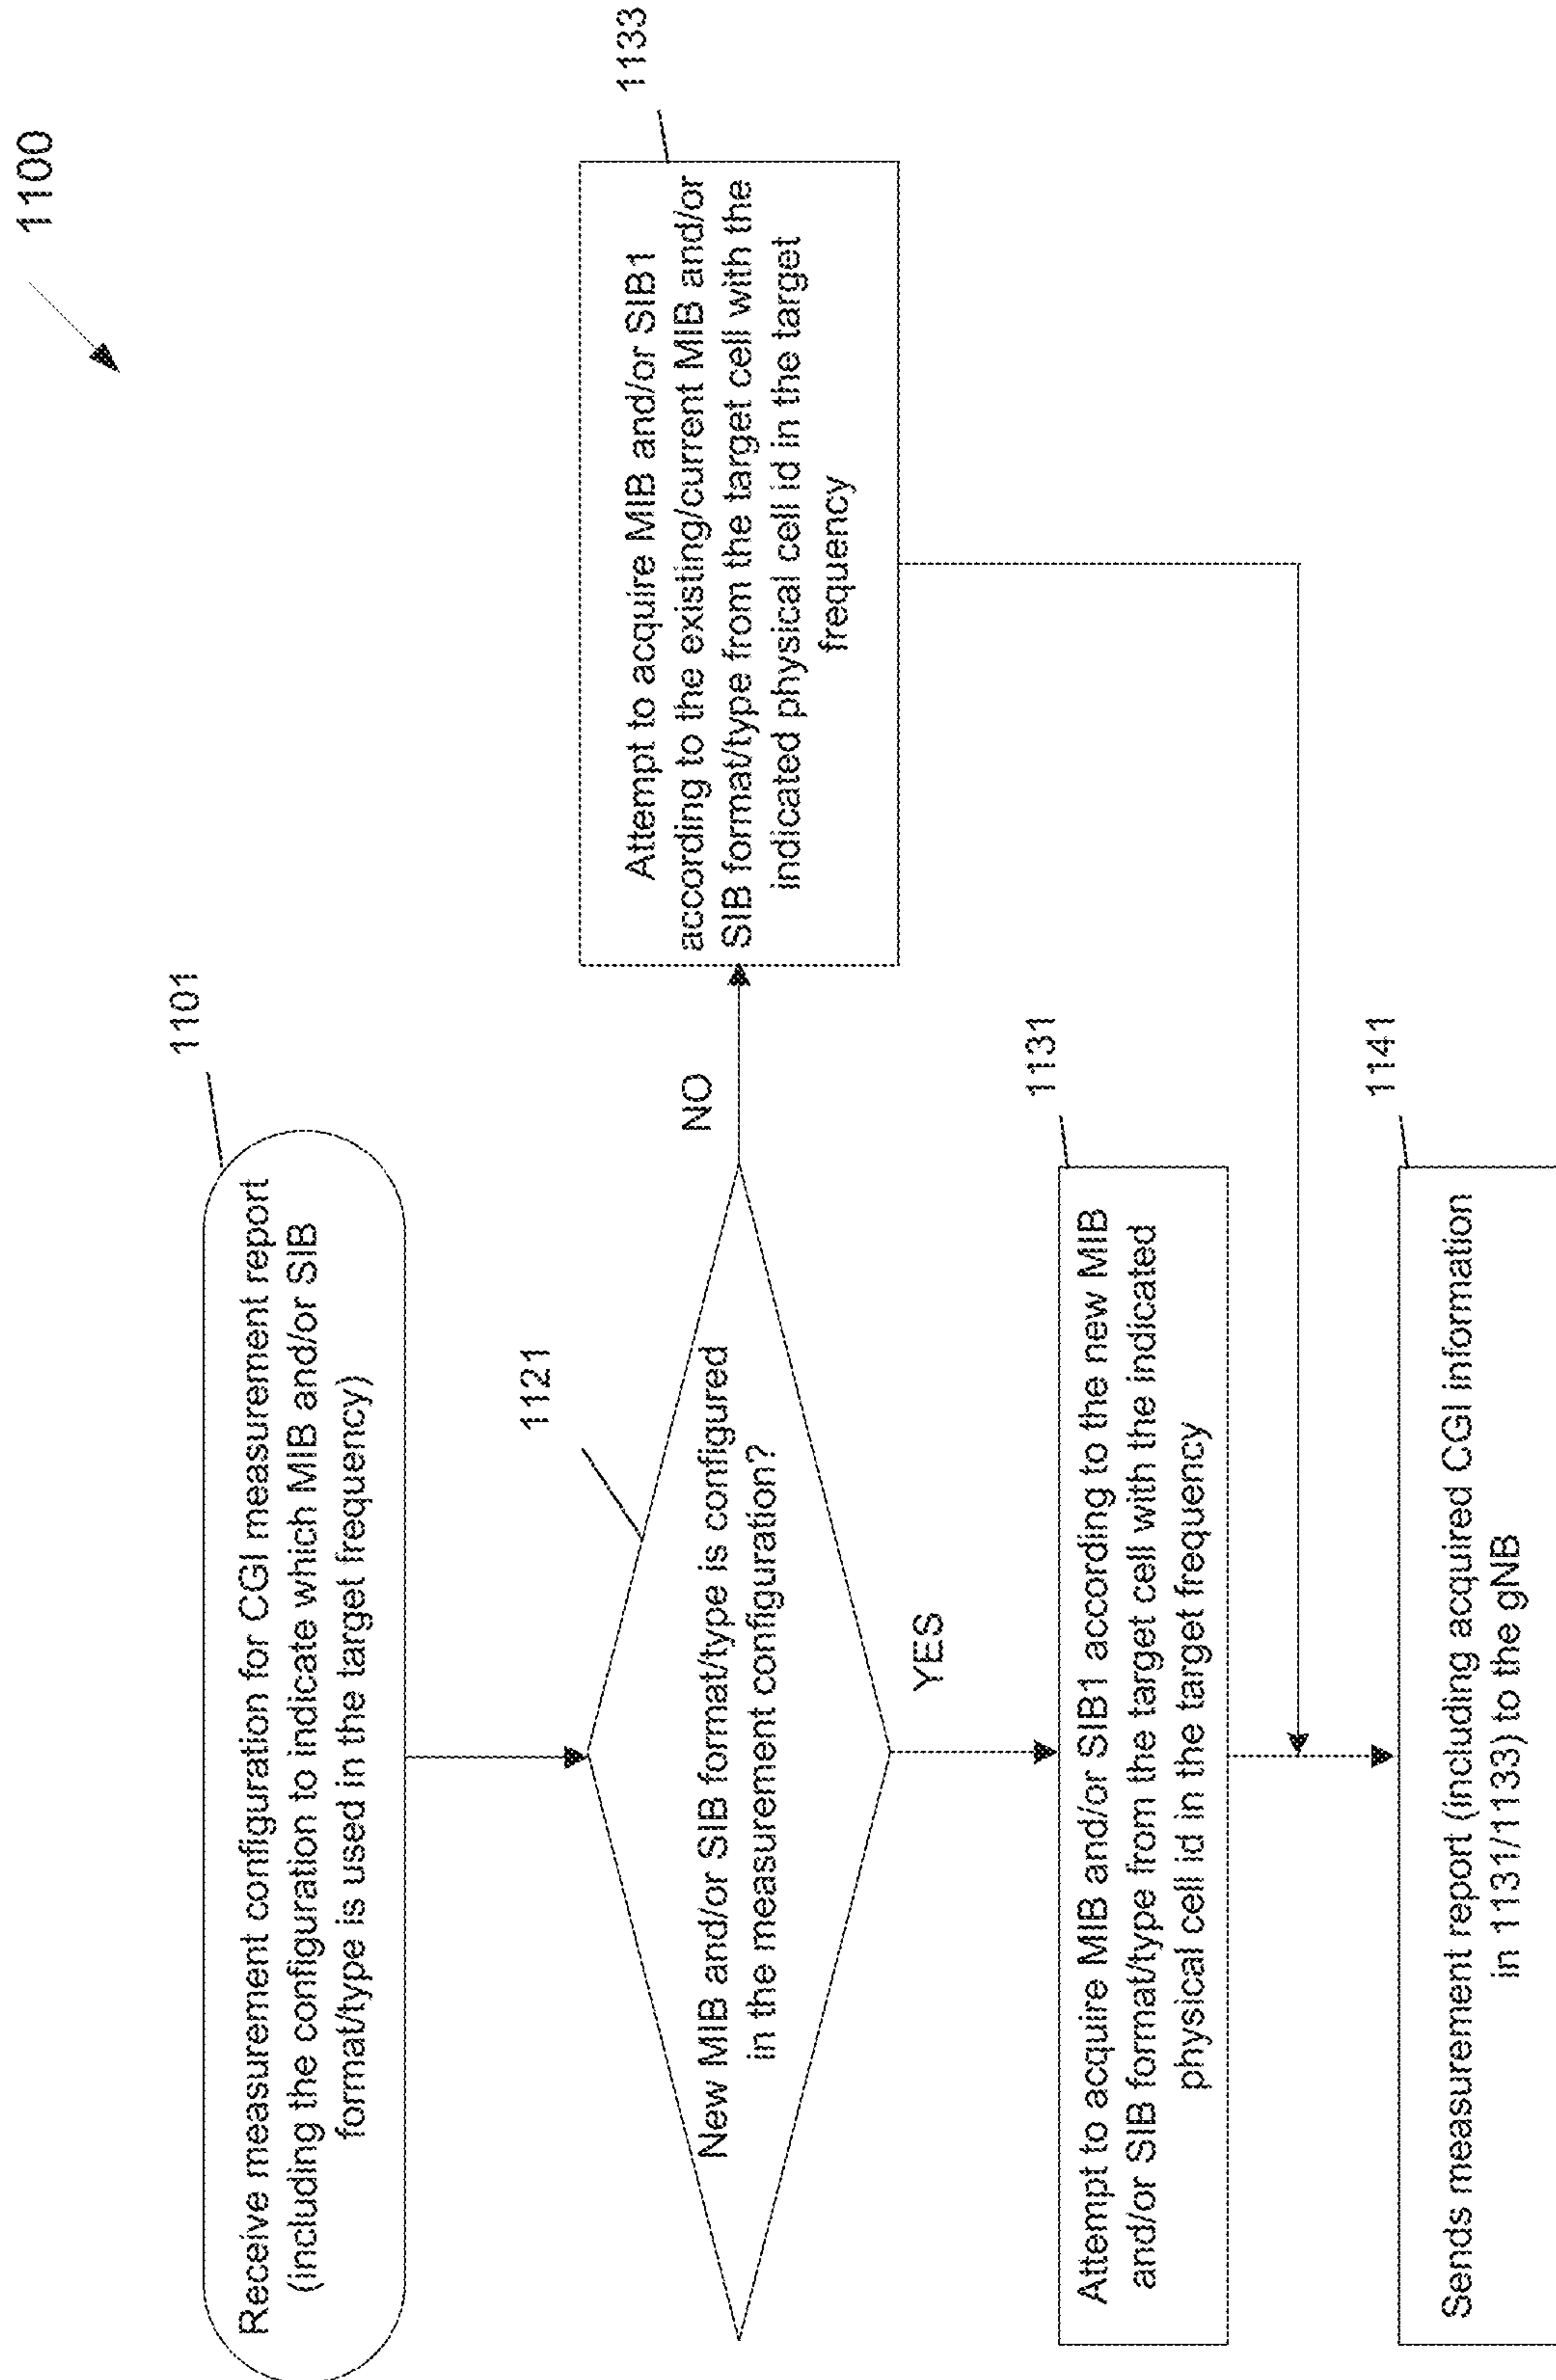 1100
1101
Receive measurement configuration for CGI measurement report
(including the configuration to indicate which MIB and/or SIB
format/type is used in the target frequency)
1121
New MIB and/or SIB format/type is configured
in the measurement configuration?
NO
1133
Attempt to acquire MIB and/or SIB1
according to the existing/current MIB and/or
SIB format/type from the target cell with the
indicated physical cell id in the target
frequency
YES
1131
Attempt to acquire MIB and/or SIB1 according to the new MIB
and/or SIB format/type from the target cell with the indicated
physical cell id in the target frequency
1141
Sends measurement report (including acquired CGI information
in 1131/1133) to the gNB